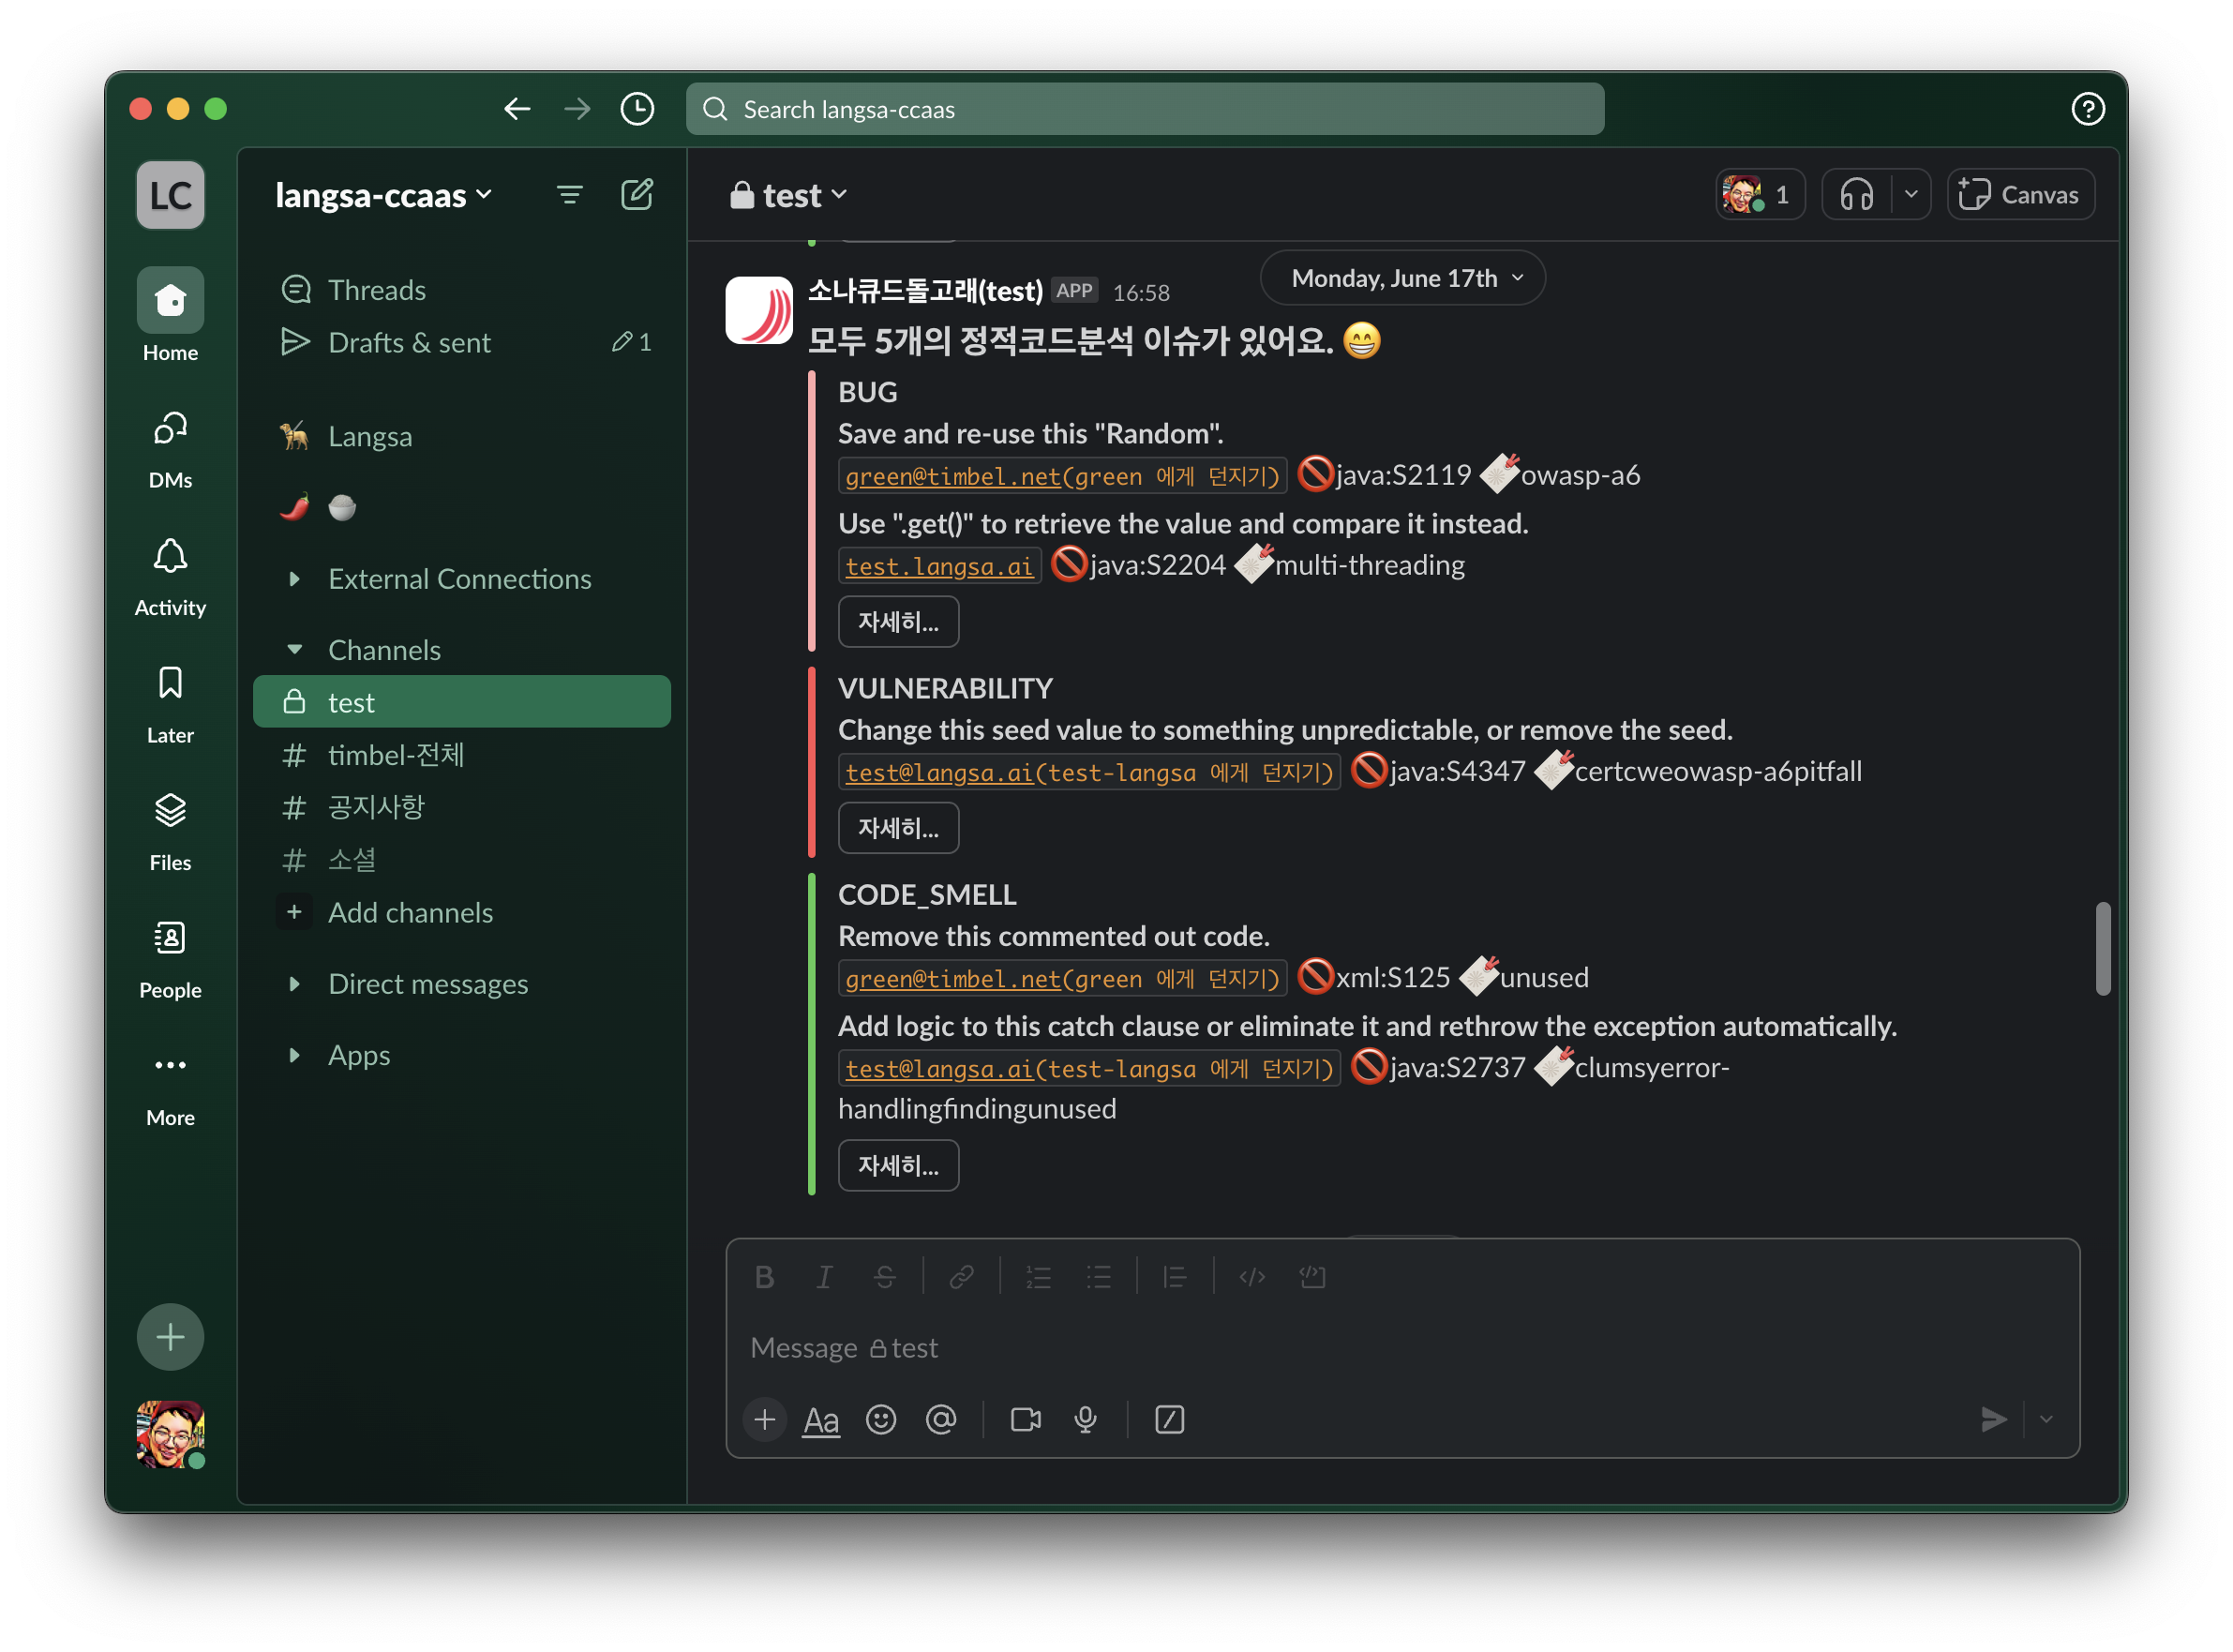 Search langsa-ccaas
LC
Home
DMs
Activity
Later
Files
People
More
langsa-ccaas
Threads
Drafts & sent 1
Langsa
External Connections
Channels
test
timbel-전체
공지사항
소셜
Add channels
Direct messages
Apps
test
1
Canvas
Monday, June 17th
소나큐드돌고래(test) APP 16:58
모두 5개의 정적코드분석 이슈가 있어요. 😁
BUG
Save and re-use this "Random".
green@timbel.net(green 에게 던지기) 🚫java:S2119 owasp-a6
Use ".get()" to retrieve the value and compare it instead.
test.langsa.ai 🚫java:S2204 multi-threading
자세히...
VULNERABILITY
Change this seed value to something unpredictable, or remove the seed.
test@langsa.ai(test-langsa 에게 던지기) 🚫java:S4347 certcweowasp-a6pitfall
자세히...
CODE_SMELL
Remove this commented out code.
green@timbel.net(green 에게 던지기) 🚫xml:S125 unused
Add logic to this catch clause or eliminate it and rethrow the exception automatically.
test@langsa.ai(test-langsa 에게 던지기) 🚫java:S2737 clumsyerror-
handlingfindingunused
자세히...
Message test
Aa